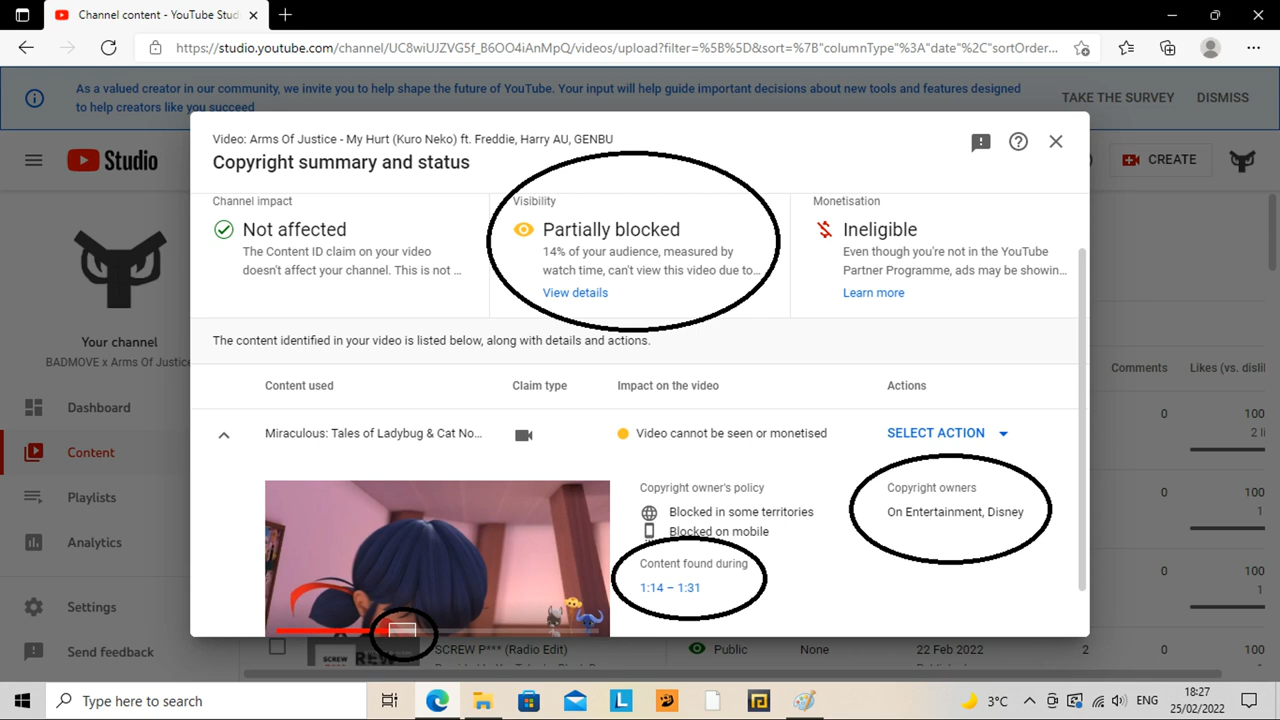 Channel content - YouTube Stud
https://studio.youtube.com/channel/UC8wiUJZVG5f_B6OO4iAnMpQ/videos/upload?filter=%5B%5D&sort=%7B"columnType"%3A"date"%2C"sortOrder...
As a valued creator in our community, we invite you to help shape the future of YouTube. Your input will help guide important decisions about new tools and features designed
to help creators like you succeed
TAKE THE SURVEY
DISMISS
Studio
CREATE
Video: Arms Of Justice - My Hurt (Kuro Neko) ft. Freddie, Harry AU, GENBU
Copyright summary and status
Channel impact
Not affected
The Content ID claim on your video
doesn't affect your channel. This is not ...
Visibility
Partially blocked
14% of your audience, measured by
watch time, can't view this video due to...
View details
Monetisation
Ineligible
Even though you're not in the YouTube
Partner Programme, ads may be showin...
Learn more
The content identified in your video is listed below, along with details and actions.
Content used
Claim type
Impact on the video
Actions
Miraculous: Tales of Ladybug & Cat No...
Video cannot be seen or monetised
SELECT ACTION
Copyright owner's policy
Blocked in some territories
Blocked on mobile
Content found during
1:14 – 1:31
Copyright owners
On Entertainment, Disney
Your channel
BADMOVE x Arms Of Justice
Dashboard
Content
Playlists
Analytics
Settings
Send feedback
Comments
Likes (vs. disli
0
100
2 li
0
100
1
0
100
1
SCREW P*** (Radio Edit)
Public
None
22 Feb 2022
2
0
100
SCREW
Type here to search
3°C
ENG
18:27
25/02/2022